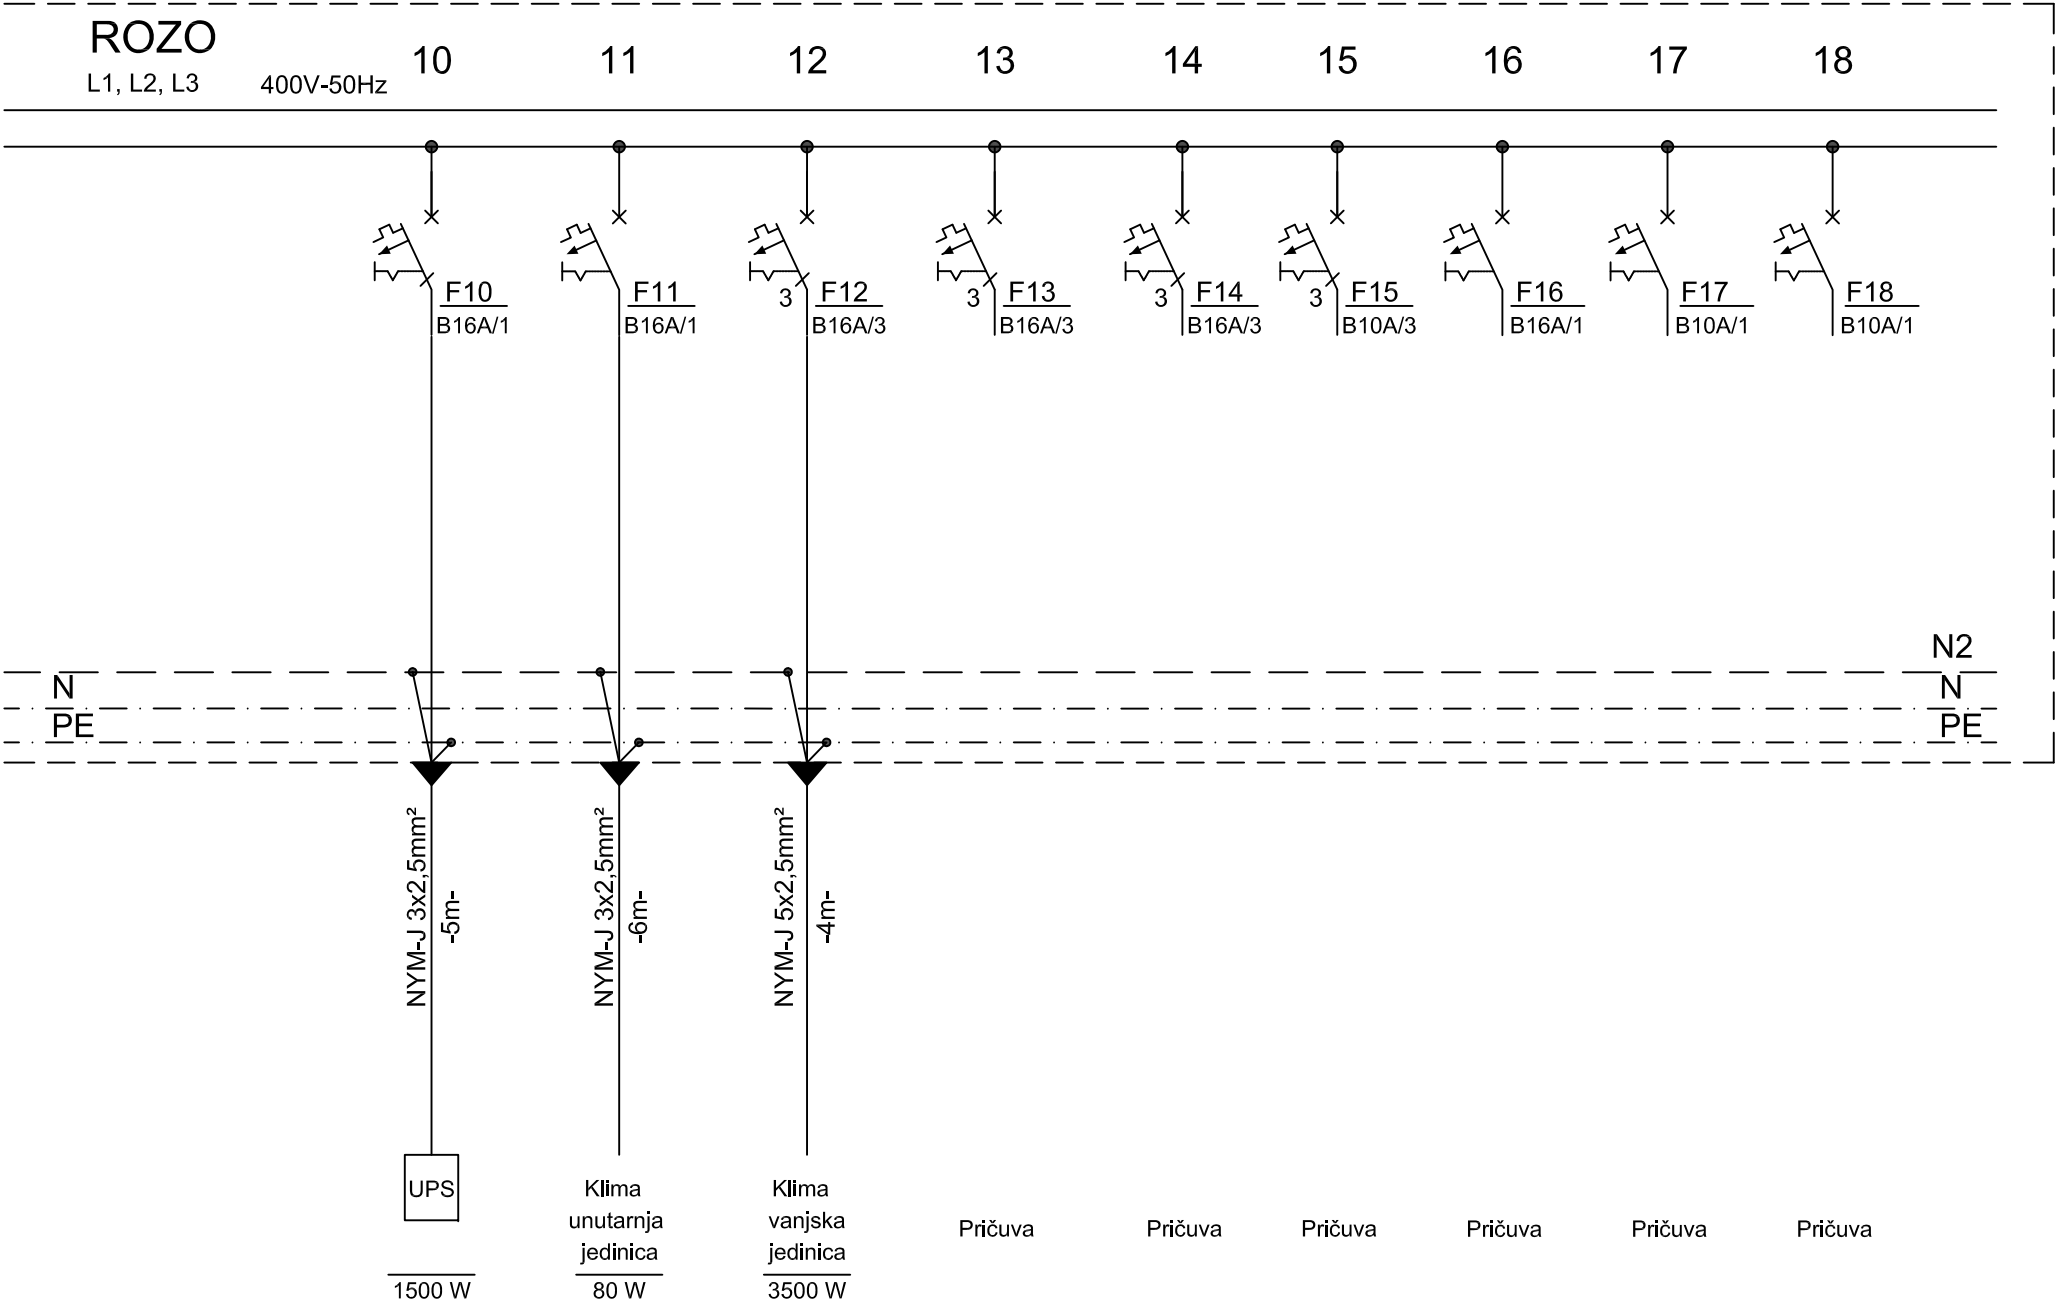 ROZO
10 11 12 13 14 15 16 17 18
L1, L2, L3 400V-50Hz
F10 3 F12 3 F13 3 F14 3 F15 F11 F16 F17 F18
B16A/1 B16A/1 B16A/3 B16A/3 B16A/3 B10A/3 B16A/1 B10A/1 B10A/1
N2
N N
PE PE
NYM-J 3x2,5mm²
-5m-
NYM-J 3x2,5mm²
-6m-
NYM-J 5x2,5mm²
-4m-
UPS
1500 W
Klima
unutarnja
jedinica
80 W
Klima
vanjska
jedinica
3500 W
Pričuva Pričuva Pričuva Pričuva Pričuva Pričuva